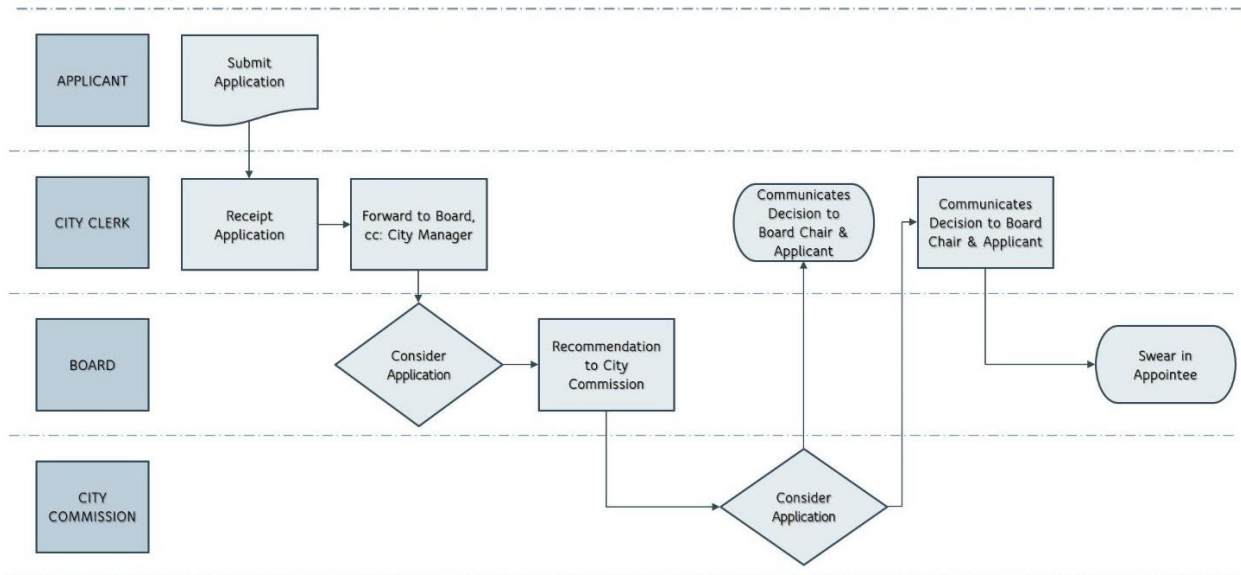 APPLICANT
Submit
Application
CITY CLERK
Receipt
Application
Forward to Board,
cc: City Manager
Communicates
Decision to
Board Chair &
Applicant
Communicates
Decision to Board
Chair & Applicant
BOARD
Consider
Application
Recommendation
to City
Commission
Swear in
Appointee
CITY
COMMISSION
Consider
Application